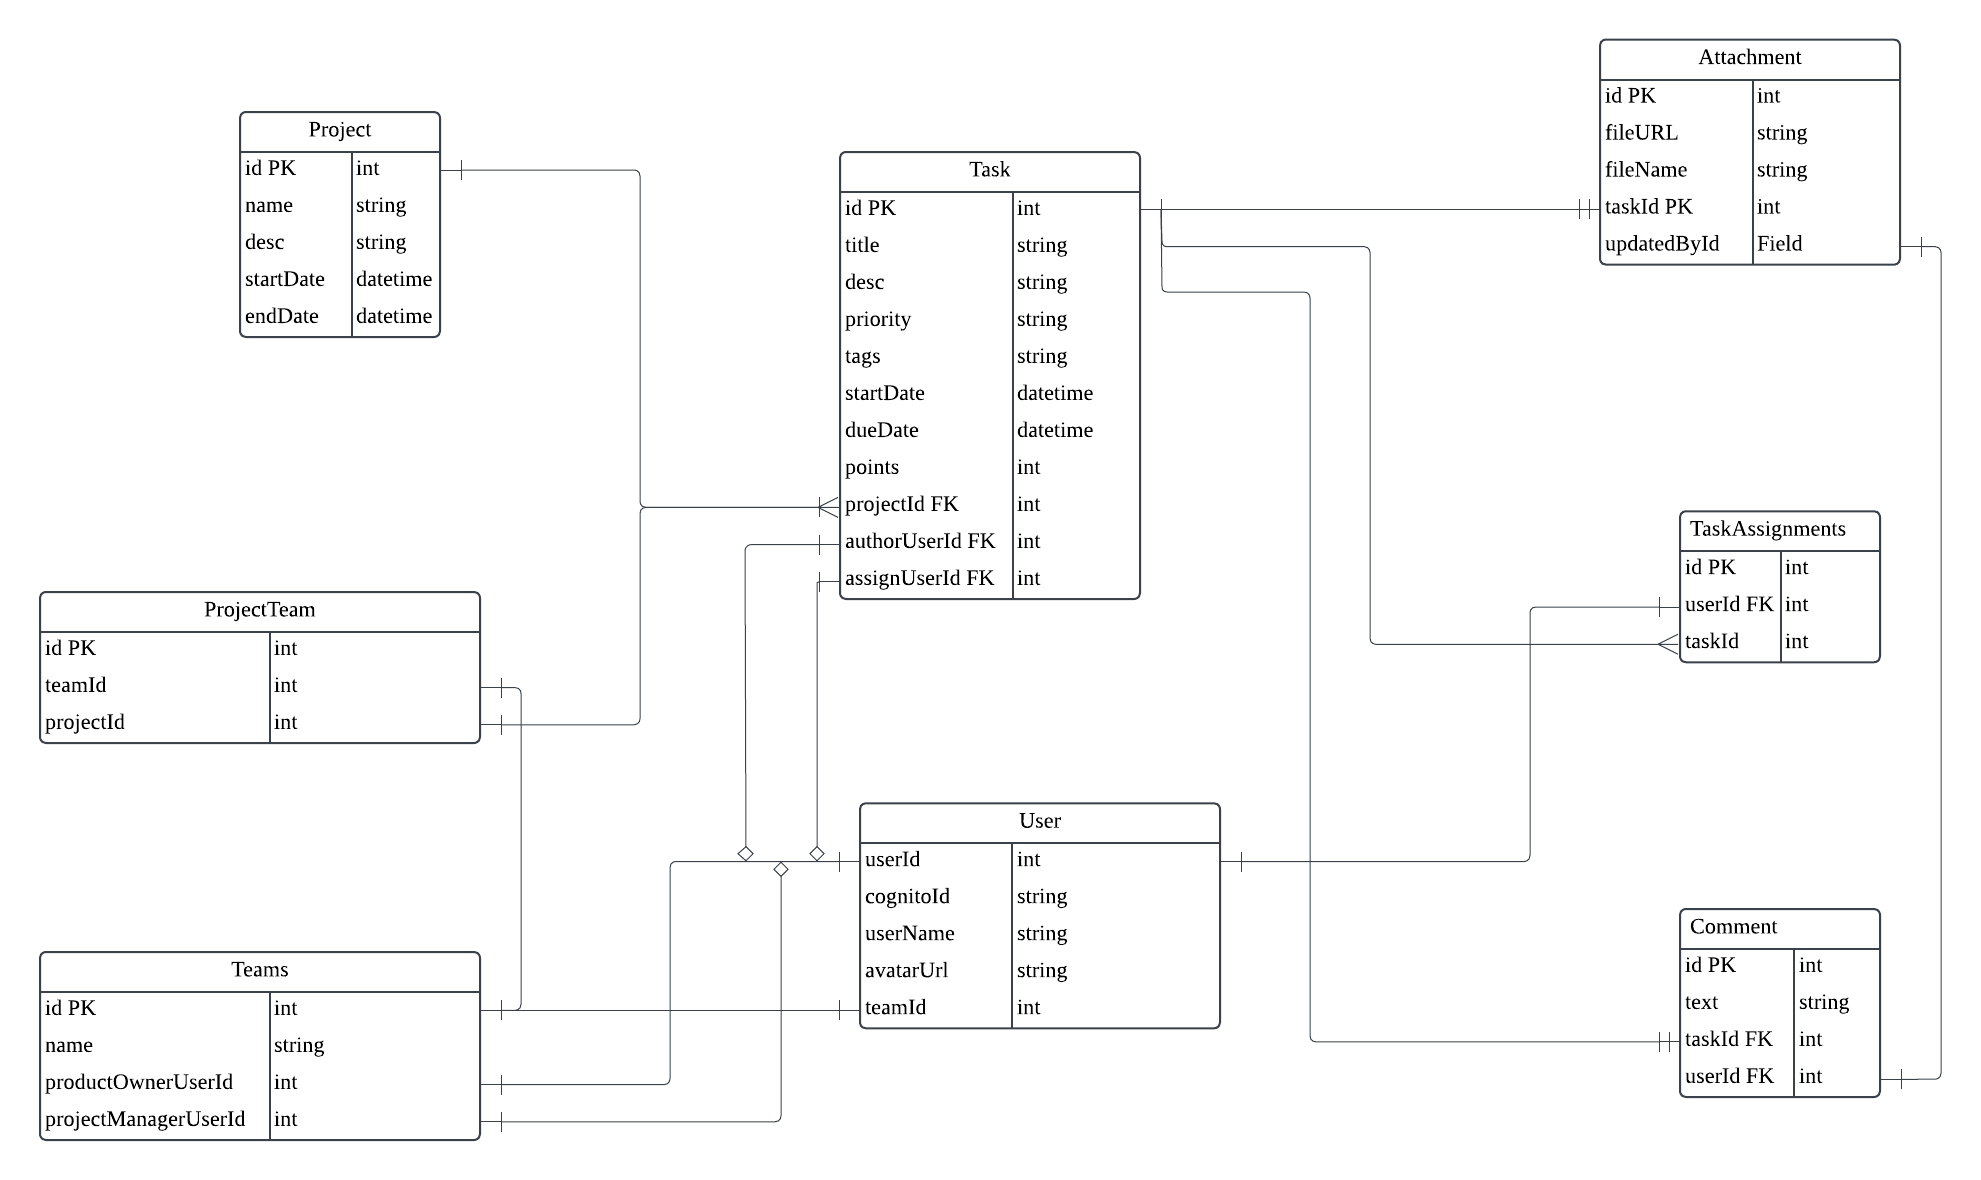 Project
id PK int
name string
desc string
startDate datetime
endDate datetime
Task
id PK int
title string
desc string
priority string
tags string
startDate datetime
dueDate datetime
points int
projectId FK int
authorUserId FK int
assignUserId FK int
Attachment
id PK int
fileURL string
fileName string
taskId PK int
updatedById Field
TaskAssignments
id PK int
userId FK int
taskId int
ProjectTeam
id PK int
teamId int
projectId int
User
userId int
cognitoId string
userName string
avatarUrl string
teamId int
Teams
id PK int
name string
productOwnerUserId int
projectManagerUserId int
Comment
id PK int
text string
taskId FK int
userId FK int